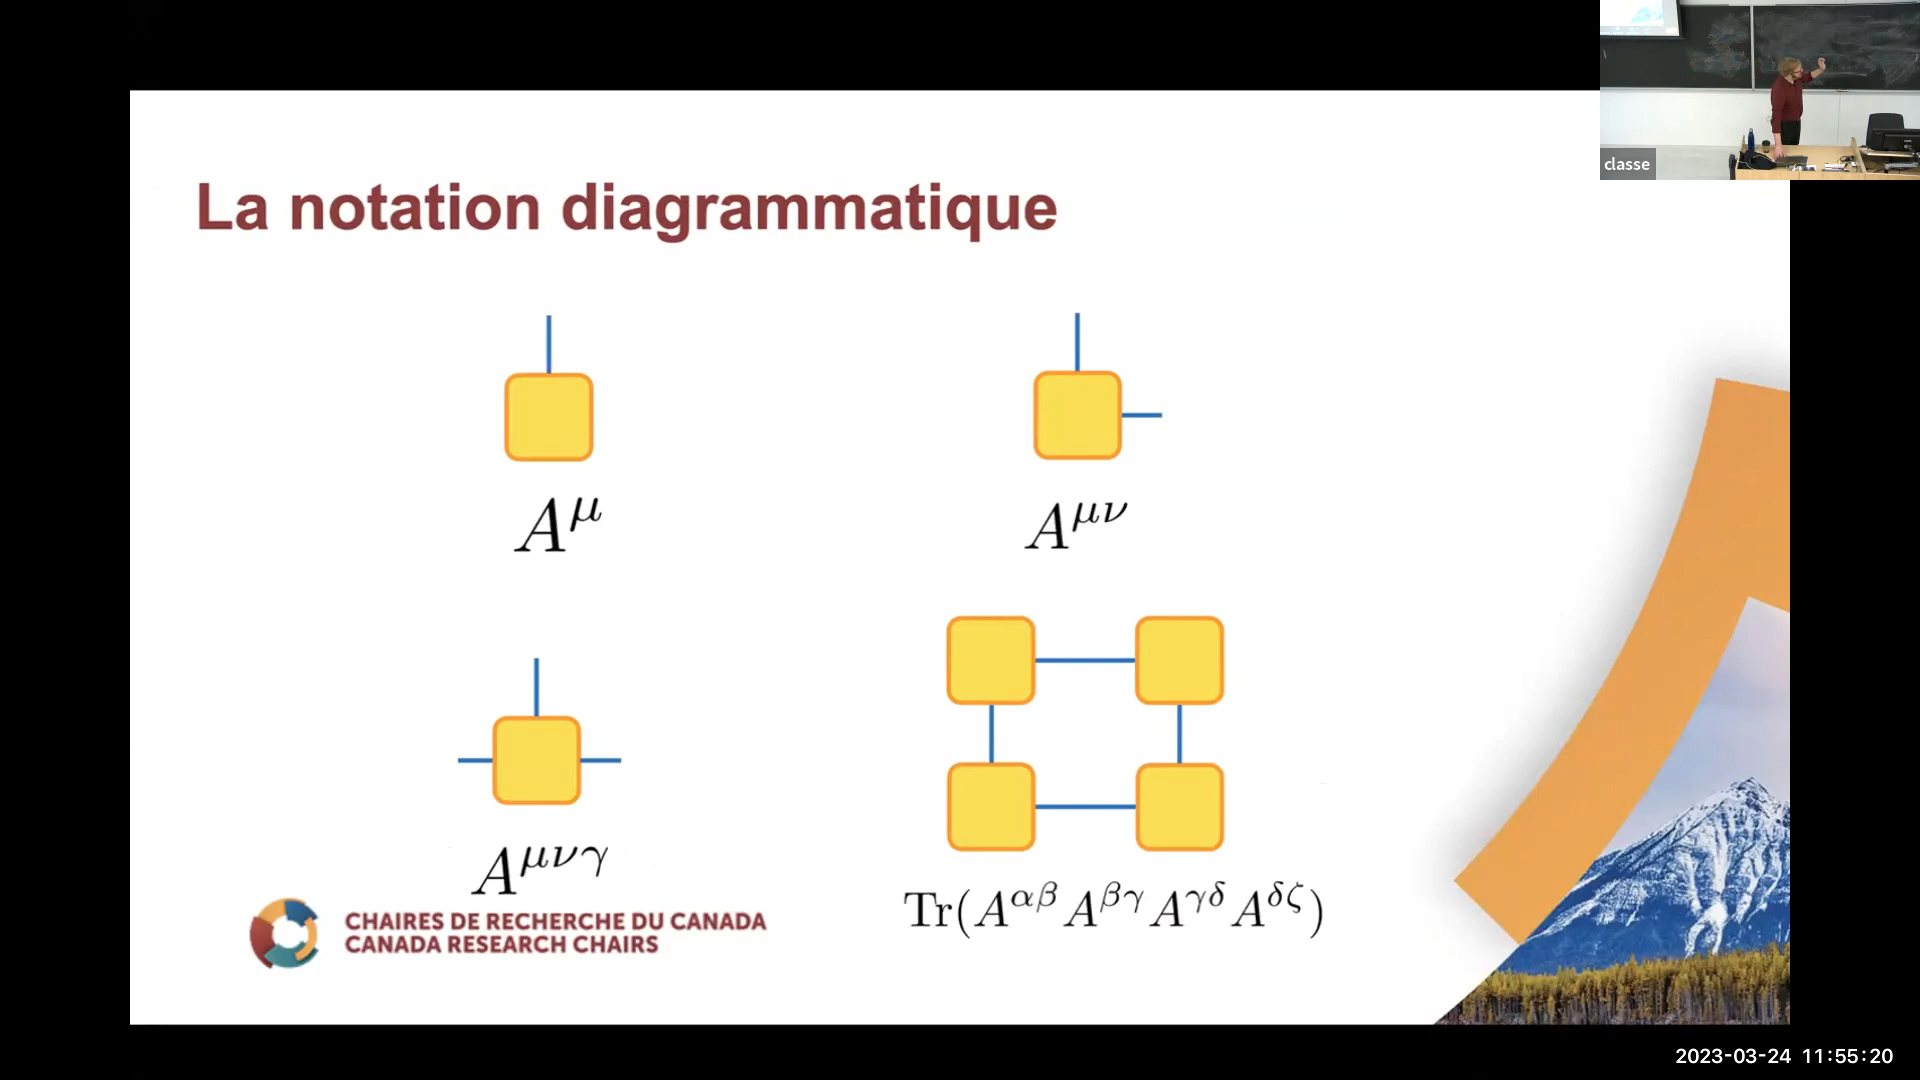 classe
La notation diagrammatique
A^μ
A^{μν}
A^{μνγ}
Tr(A^{αβ} A^{βγ} A^{γδ} A^{δζ})
CHAIRES DE RECHERCHE DU CANADA
CANADA RESEARCH CHAIRS
2023-03-24 11:55:20